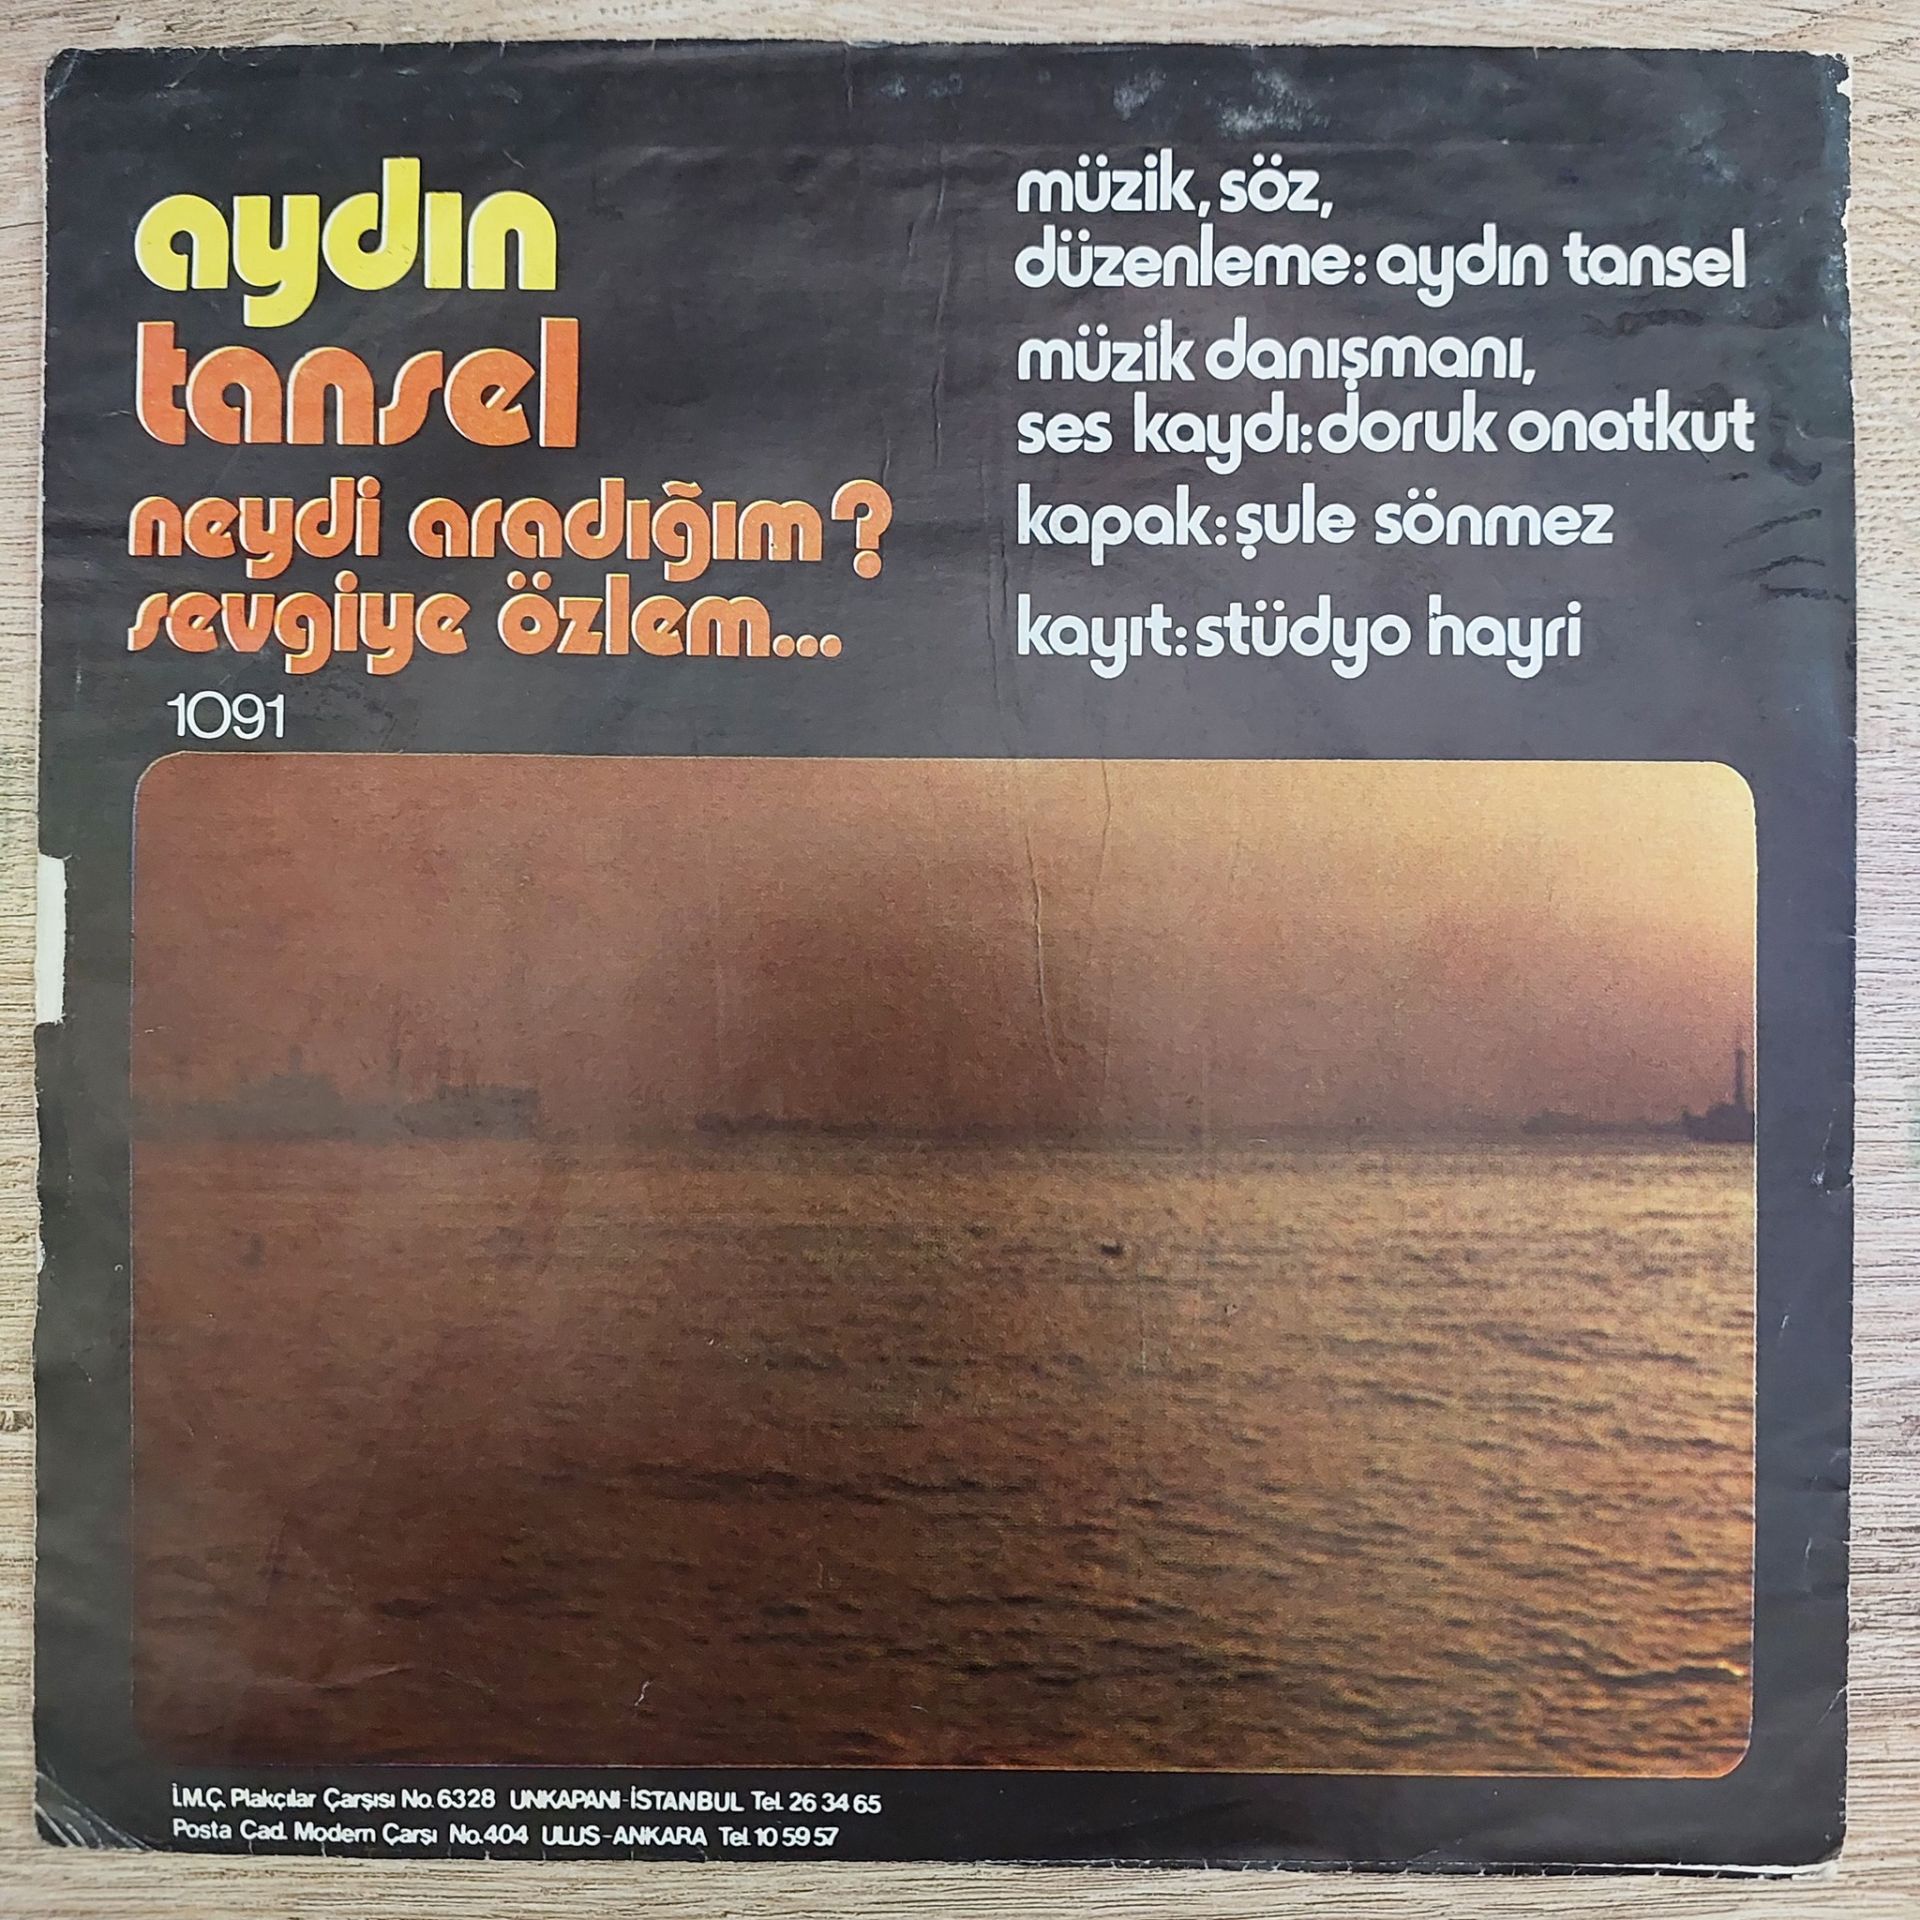 aydın
tansel
neydi aradığım?
sevgiye özlem...
1091
müzik, söz,
düzenleme: aydın tansel
müzik danışmanı,
ses kaydı: doruk onatkut
kapak: şule sönmez
kayıt: stüdyo hayri
İ.M.Ç. Plakçılar Çarşısı No. 6328 UNKAPANI-İSTANBUL Tel. 26 34 65
Posta Cad. Modern Çarşı No. 404 ULUS-ANKARA Tel. 10 59 57